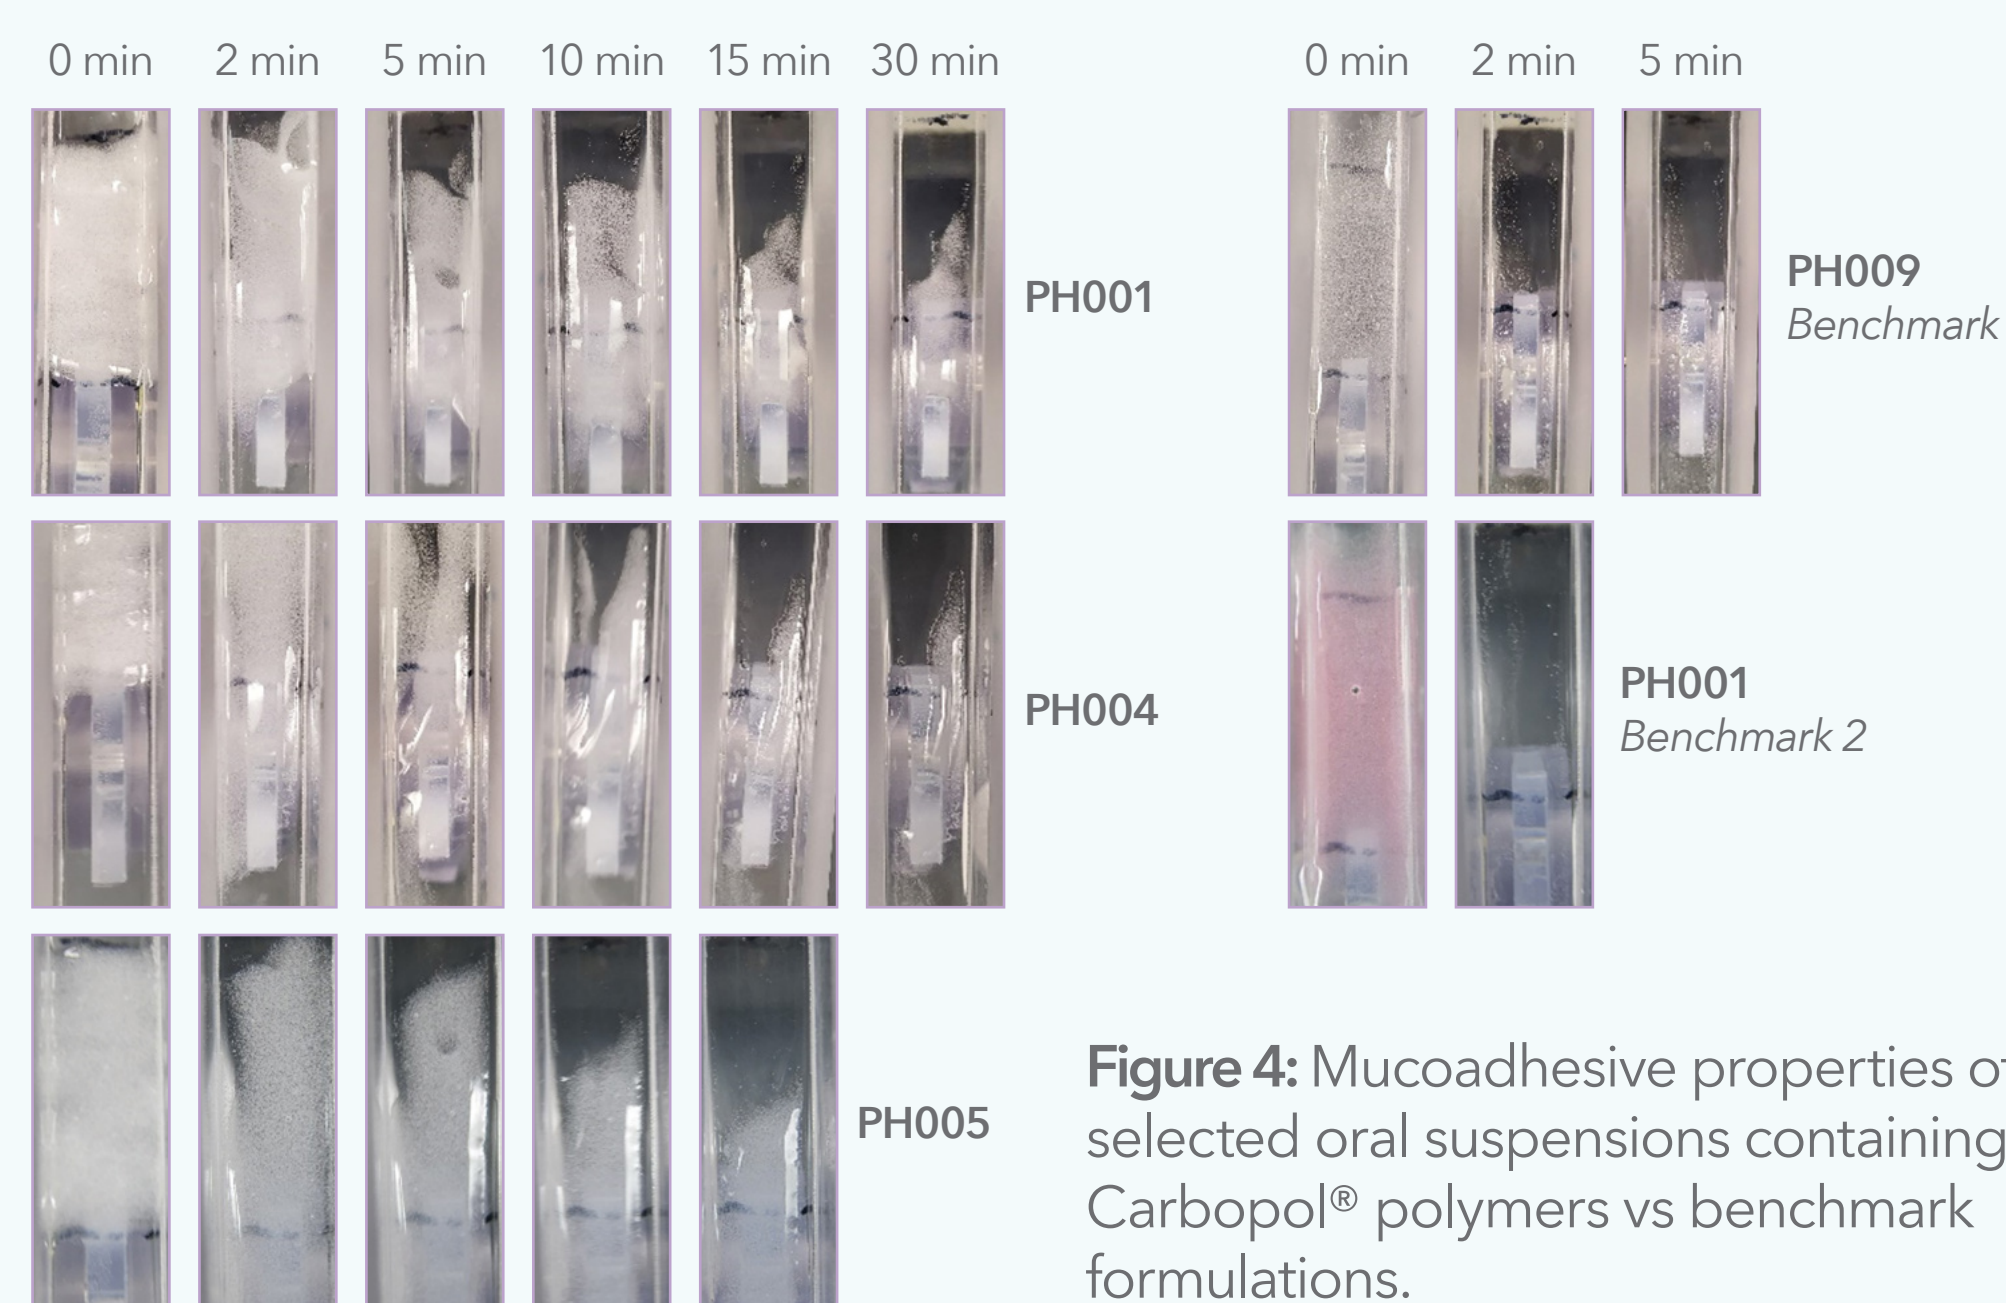 0 min 2 min 5 min 10 min 15 min 30 min
PH001
PH004
PH005
0 min 2 min 5 min
PH009
Benchmark
PH001
Benchmark 2
Figure 4: Mucoadhesive properties of
selected oral suspensions containing
Carbopol® polymers vs benchmark
formulations.